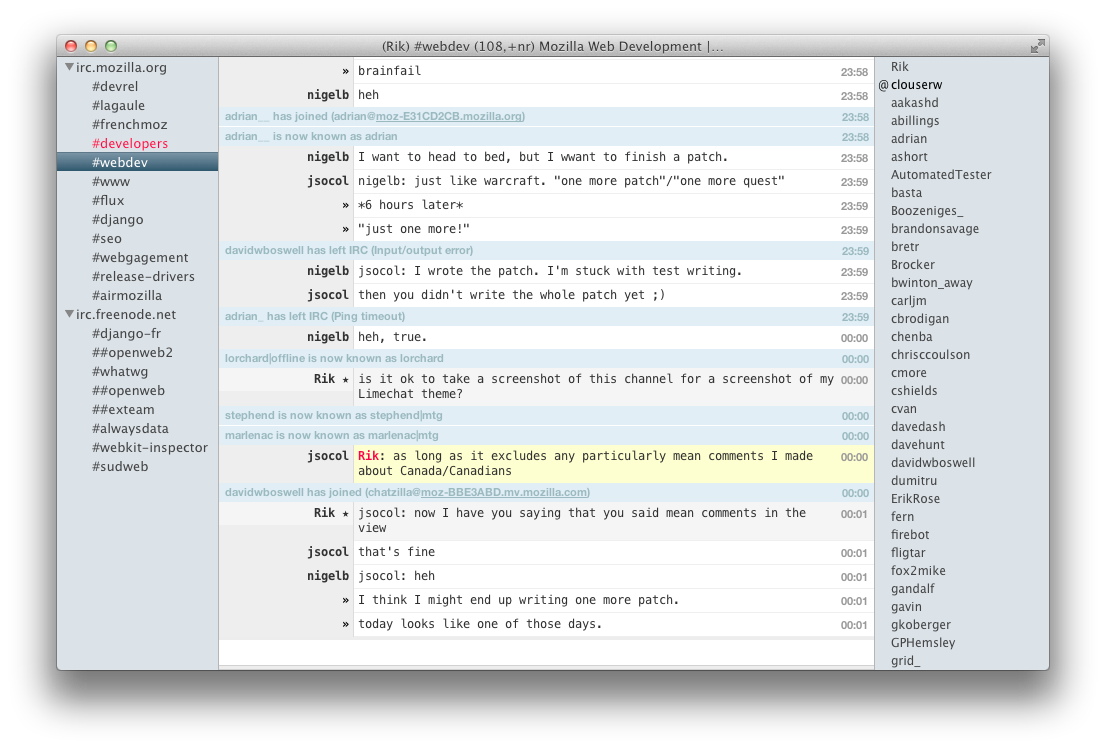 (Rik) #webdev (108,+nr) Mozilla Web Development |...
irc.mozilla.org
#devrel
#lagaule
#frenchmoz
#developers
#webdev
#www
#flux
#django
#seo
#webgagement
#release-drivers
#airmozilla
irc.freenode.net
#django-fr
##openweb2
#whatwg
##openweb
##exteam
#alwaysdata
#webkit-inspector
#sudweb
» brainfail 23:58
nigelb heh 23:58
adrian__ has joined (adrian@moz-E31CD2CB.mozilla.org) 23:58
adrian__ is now known as adrian 23:58
nigelb I want to head to bed, but I wwant to finish a patch. 23:58
jsocol nigelb: just like warcraft. "one more patch"/"one more quest" 23:59
» *6 hours later* 23:59
» "just one more!" 23:59
davidwboswell has left IRC (Input/output error) 23:59
nigelb jsocol: I wrote the patch. I'm stuck with test writing. 23:59
jsocol then you didn't write the whole patch yet ;) 23:59
adrian_ has left IRC (Ping timeout) 23:59
nigelb heh, true. 00:00
lorchard|offline is now known as lorchard 00:00
Rik ★ is it ok to take a screenshot of this channel for a screenshot of my 00:00
Limechat theme?
stephend is now known as stephend|mtg 00:00
marlenac is now known as marlenac|mtg 00:00
jsocol Rik: as long as it excludes any particularly mean comments I made 00:00
about Canada/Canadians
davidwboswell has joined (chatzilla@moz-BBE3ABD.mv.mozilla.com) 00:00
Rik ★ jsocol: now I have you saying that you said mean comments in the 00:01
view
jsocol that's fine 00:01
nigelb jsocol: heh 00:01
» I think I might end up writing one more patch. 00:01
» today looks like one of those days. 00:01
Rik
@clouserw
aakashd
abillings
adrian
ashort
AutomatedTester
basta
Boozeniges_
brandonsavage
bretr
Brocker
bwinton_away
carljm
cbrodigan
chenba
chrisccoulson
cmore
cshields
cvan
davedash
davehunt
davidwboswell
dumitru
ErikRose
fern
firebot
fligtar
fox2mike
gandalf
gavin
gkoberger
GPHemsley
grid_